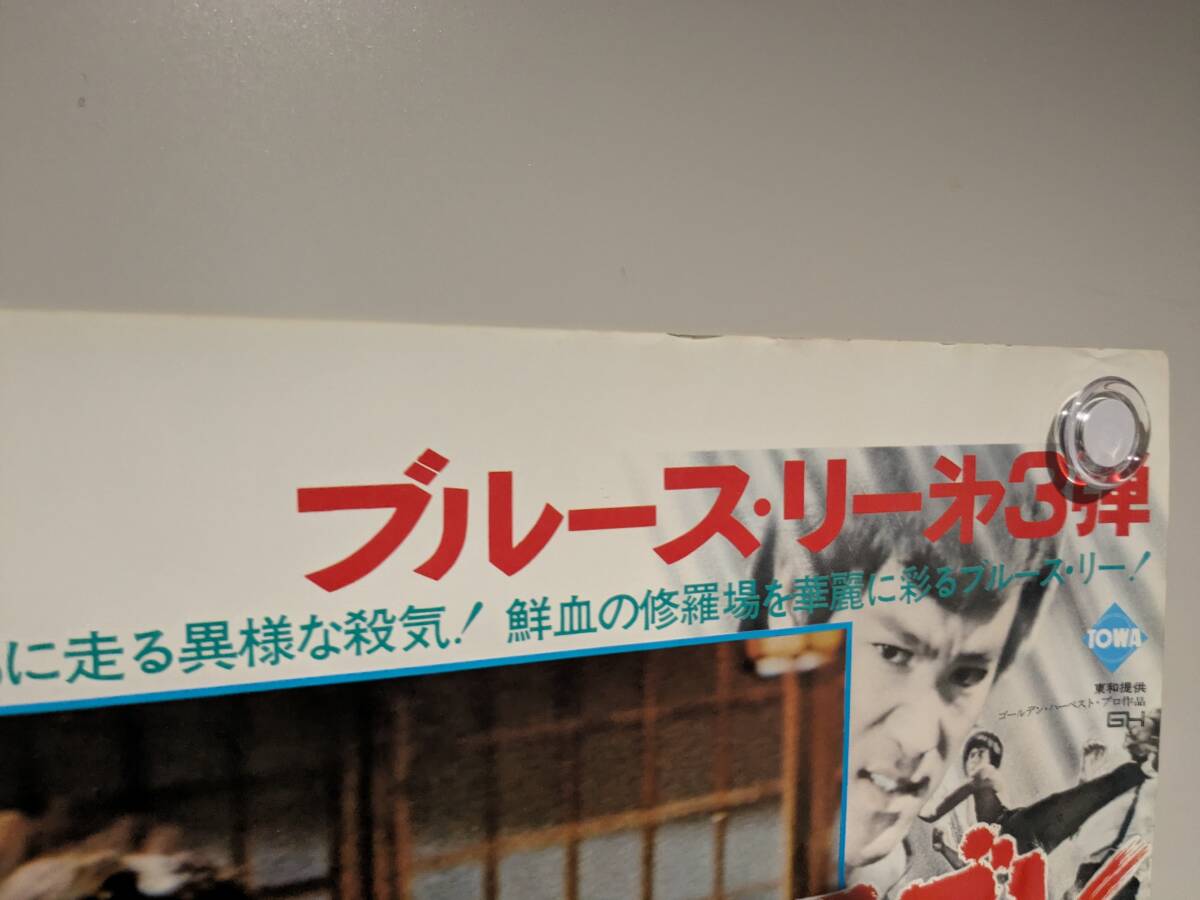 ブルース・リー第3弾
に走る異様な殺気! 鮮血の修羅場を華麗に彩るブルース・リー!
TOWA
東和提供
ゴールデン・ハーベスト・プロ作品
GH